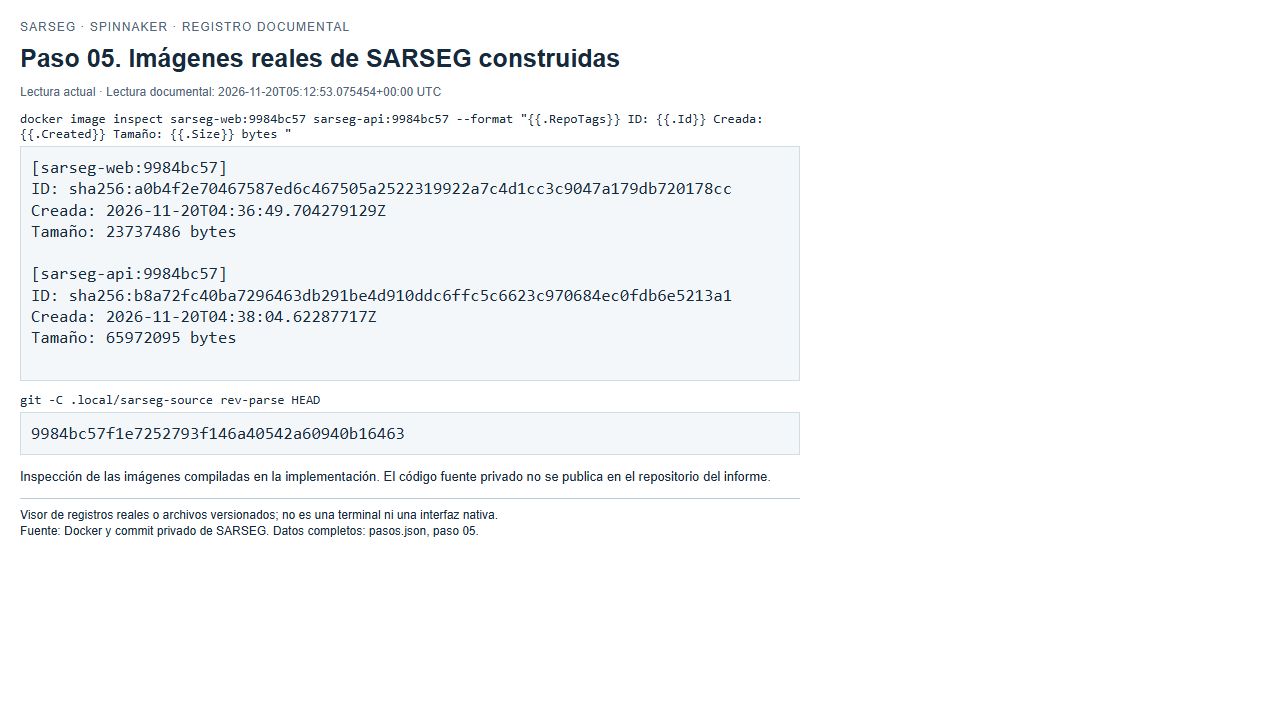 SARSEG · SPINNAKER · REGISTRO DOCUMENTAL
Paso 05. Imágenes reales de SARSEG construidas
Lectura actual · Lectura documental: 2026-11-20T05:12:53.075454+00:00 UTC
docker image inspect sarseg-web:9984bc57 sarseg-api:9984bc57 --format "{{.RepoTags}} ID: {{.Id}} Creada:
{{.Created}} Tamaño: {{.Size}} bytes "
[sarseg-web:9984bc57]
ID: sha256:a0b4f2e70467587ed6c467505a2522319922a7c4d1cc3c9047a179db720178cc
Creada: 2026-11-20T04:36:49.704279129Z
Tamaño: 23737486 bytes
[sarseg-api:9984bc57]
ID: sha256:b8a72fc40ba7296463db291be4d910ddc6ffc5c6623c970684ec0fdb6e5213a1
Creada: 2026-11-20T04:38:04.62287717Z
Tamaño: 65972095 bytes
git -C .local/sarseg-source rev-parse HEAD
9984bc57f1e7252793f146a40542a60940b16463
Inspección de las imágenes compiladas en la implementación. El código fuente privado no se publica en el repositorio del informe.
Visor de registros reales o archivos versionados; no es una terminal ni una interfaz nativa.
Fuente: Docker y commit privado de SARSEG. Datos completos: pasos.json, paso 05.